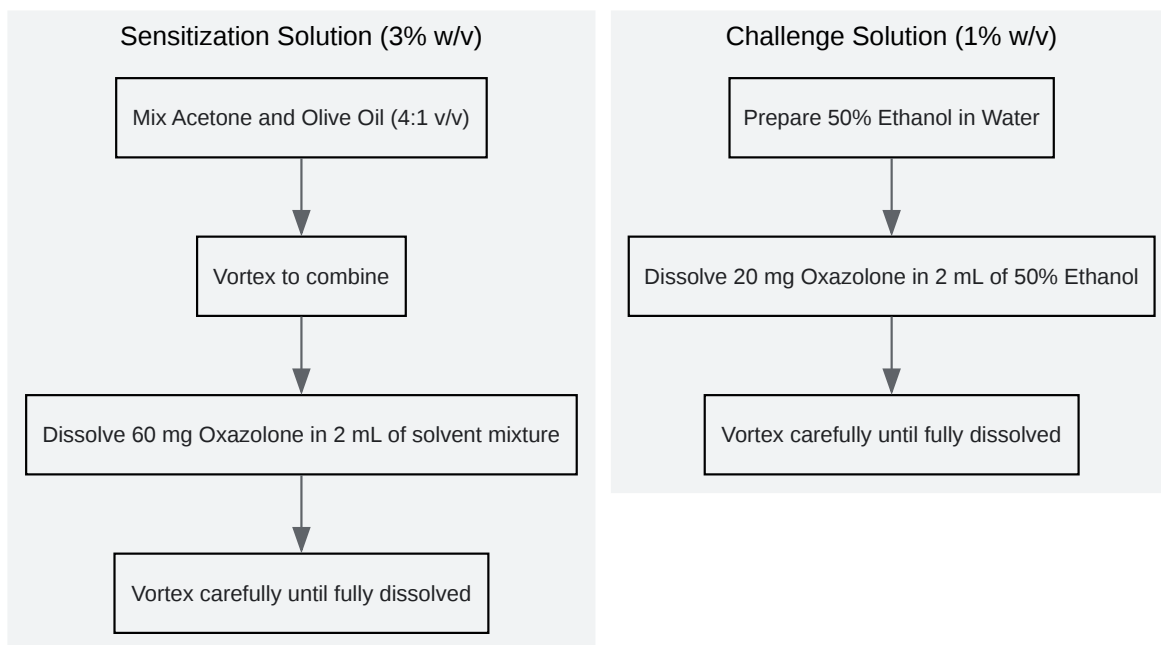 Sensitization Solution (3% w/v)
Mix Acetone and Olive Oil (4:1 v/v)
Vortex to combine
Dissolve 60 mg Oxazolone in 2 mL of solvent mixture
Vortex carefully until fully dissolved
Challenge Solution (1% w/v)
Prepare 50% Ethanol in Water
Dissolve 20 mg Oxazolone in 2 mL of 50% Ethanol
Vortex carefully until fully dissolved